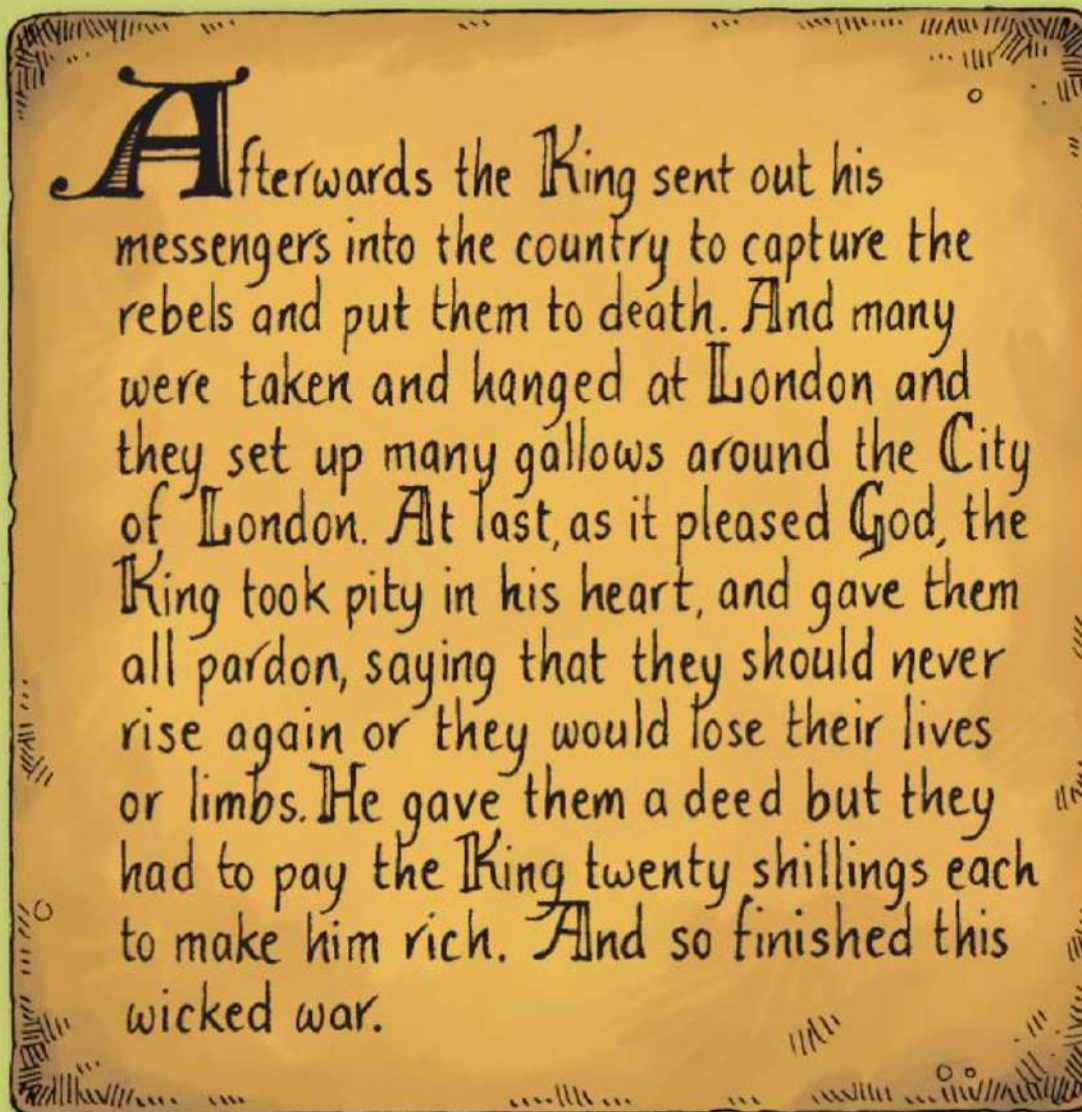 Afterwards the King sent out his
messengers into the country to capture the
rebels and put them to death. And many
were taken and hanged at London and
they set up many gallows around the City
of London. At last, as it pleased God, the
King took pity in his heart, and gave them
all pardon, saying that they should never
rise again or they would lose their lives
or limbs. He gave them a deed but they
had to pay the King twenty shillings each
to make him rich. And so finished this
wicked war.